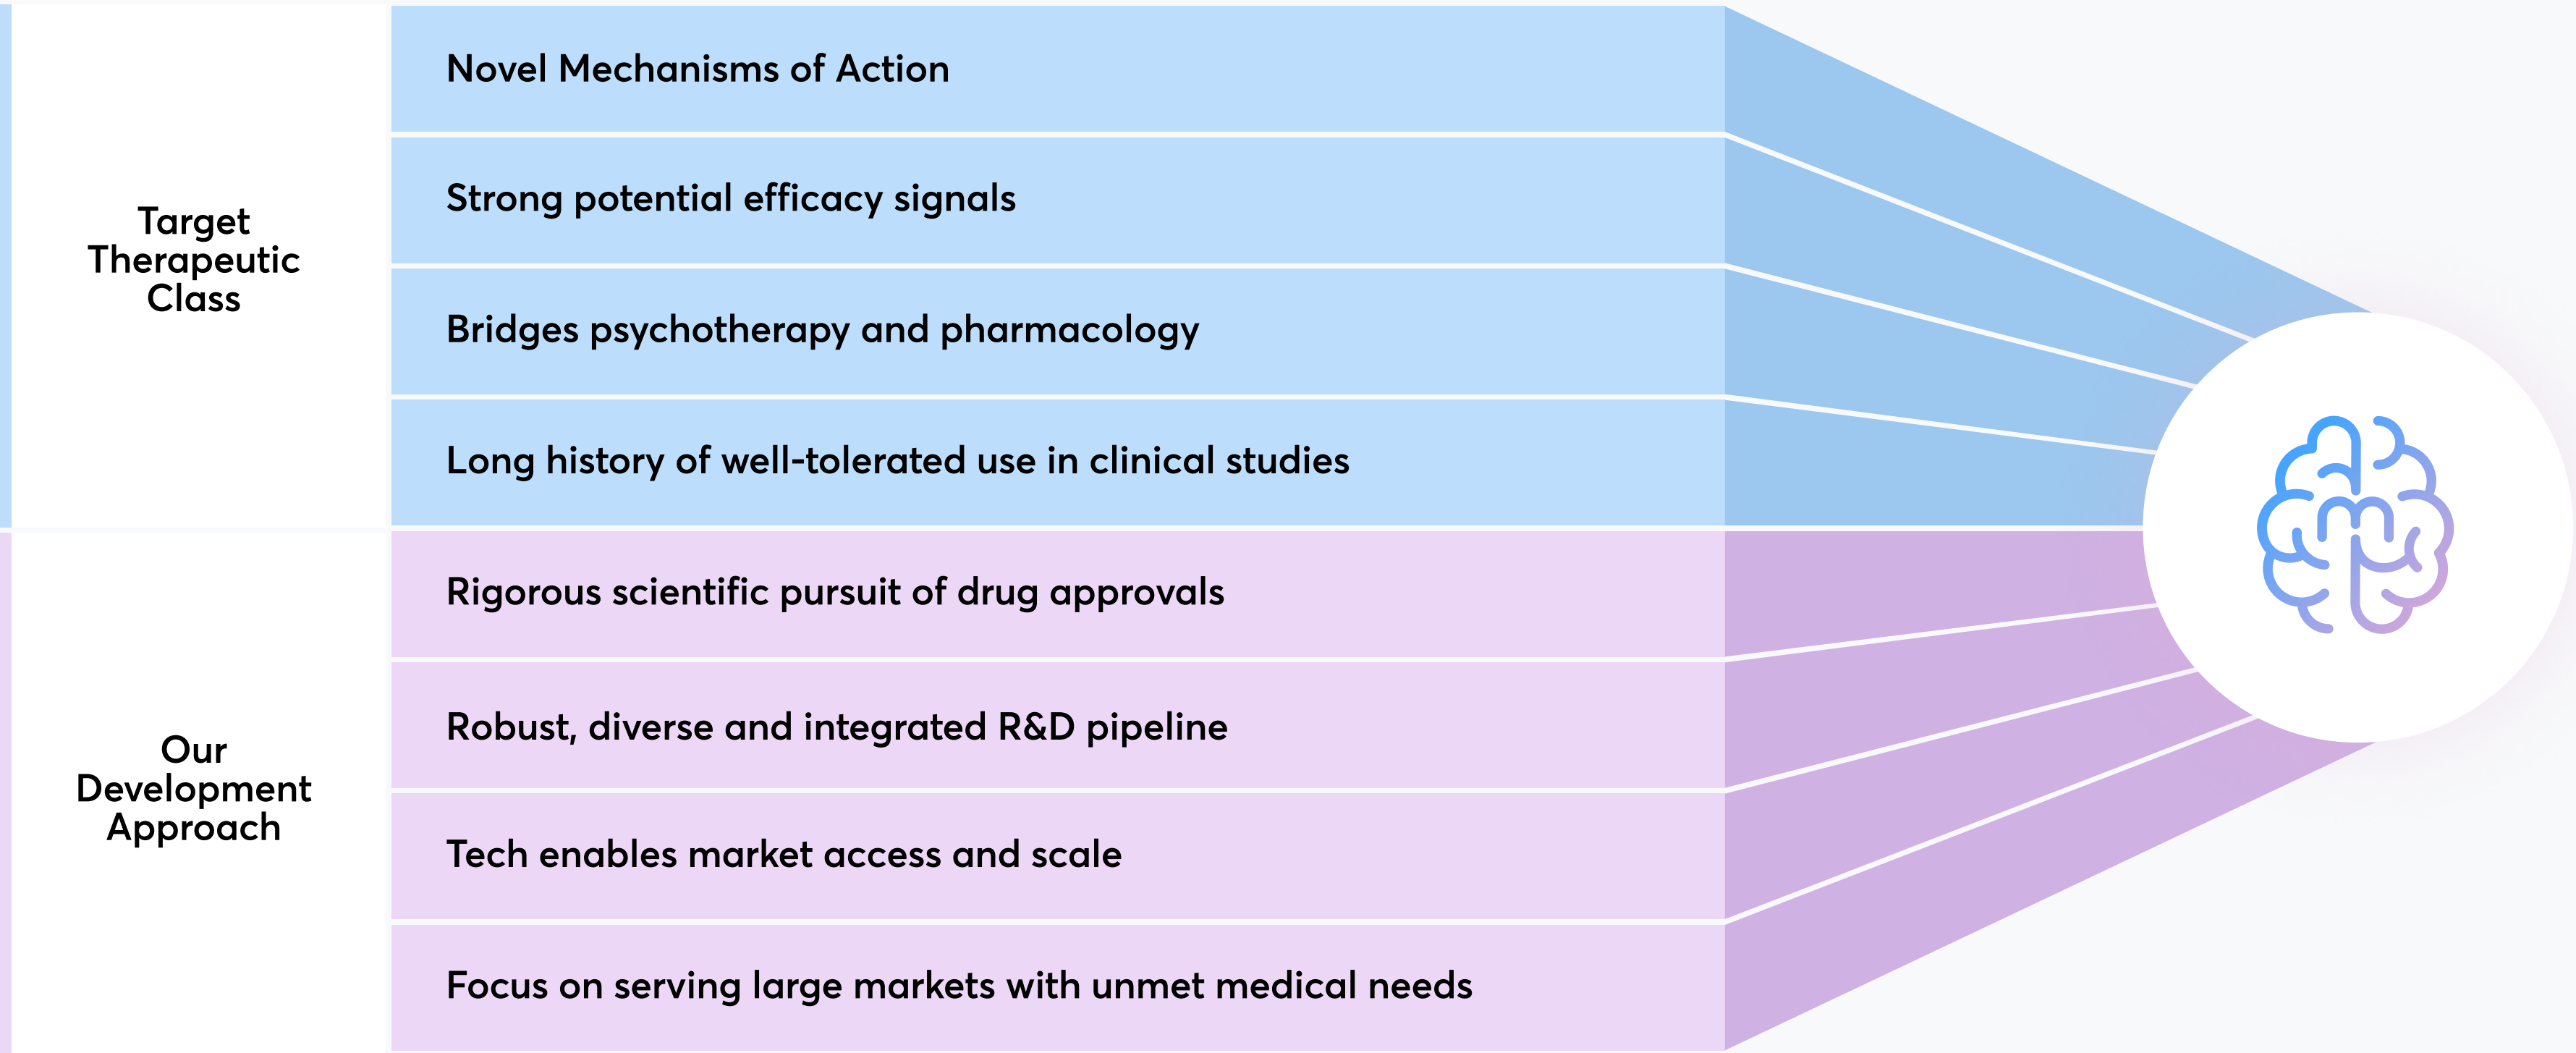 Target
Therapeutic
Class
Novel Mechanisms of Action
Strong potential efficacy signals
Bridges psychotherapy and pharmacology
Long history of well-tolerated use in clinical studies
Our
Development
Approach
Rigorous scientific pursuit of drug approvals
Robust, diverse and integrated R&D pipeline
Tech enables market access and scale
Focus on serving large markets with unmet medical needs